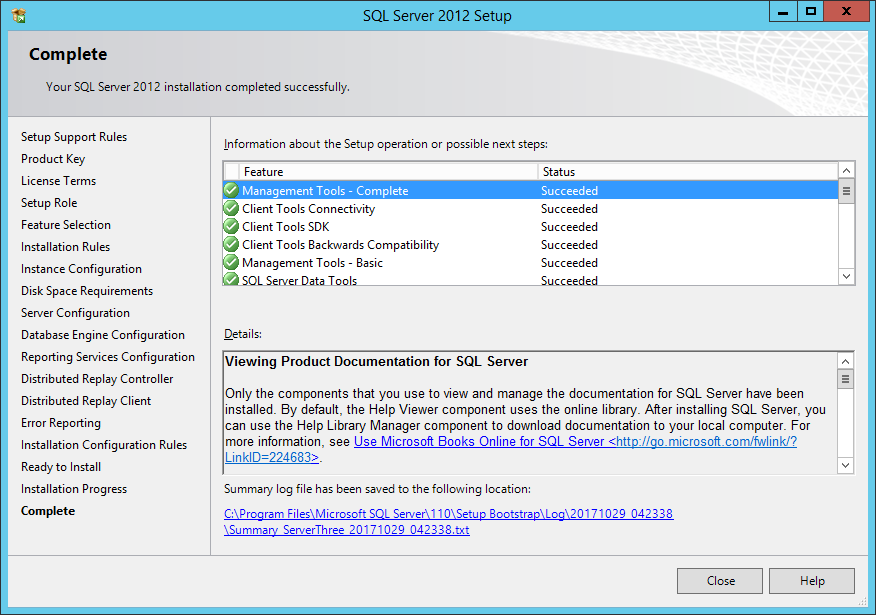 SQL Server 2012 Setup
Complete
Your SQL Server 2012 installation completed successfully.
Setup Support Rules
Product Key
License Terms
Setup Role
Feature Selection
Installation Rules
Instance Configuration
Disk Space Requirements
Server Configuration
Database Engine Configuration
Reporting Services Configuration
Distributed Replay Controller
Distributed Replay Client
Error Reporting
Installation Configuration Rules
Ready to Install
Installation Progress
Complete
Information about the Setup operation or possible next steps:
Feature Status
Management Tools - Complete Succeeded
Client Tools Connectivity Succeeded
Client Tools SDK Succeeded
Client Tools Backwards Compatibility Succeeded
Management Tools - Basic Succeeded
SQL Server Data Tools Succeeded
Details:
Viewing Product Documentation for SQL Server
Only the components that you use to view and manage the documentation for SQL Server have been
installed. By default, the Help Viewer component uses the online library. After installing SQL Server, you
can use the Help Library Manager component to download documentation to your local computer. For
more information, see Use Microsoft Books Online for SQL Server <http://go.microsoft.com/fwlink/?
LinkID=224683>.
Summary log file has been saved to the following location:
C:\Program Files\Microsoft SQL Server\110\Setup Bootstrap\Log\20171029_042338
\Summary_ServerThree_20171029_042338.txt
Close
Help